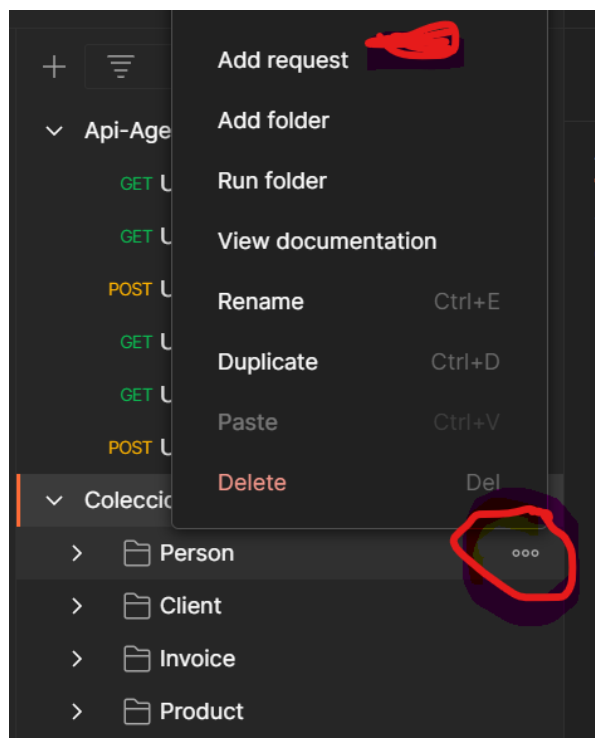 Add request
Add folder
Api-Age
Run folder
GET
GET
View documentation
POST
Rename Ctrl+E
GET
Duplicate Ctrl+D
GET
Paste Ctrl+V
POST
Delete Del
Colecci
Person
Client
Invoice
Product